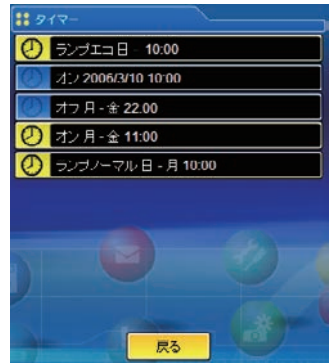 タイマー
ランプエコ 日 - 10:00
オン 2006/3/10 10:00
オフ 月 - 金 22.00
オン 月 - 金 11:00
ランプノーマル 日 - 月 10:00
戻る